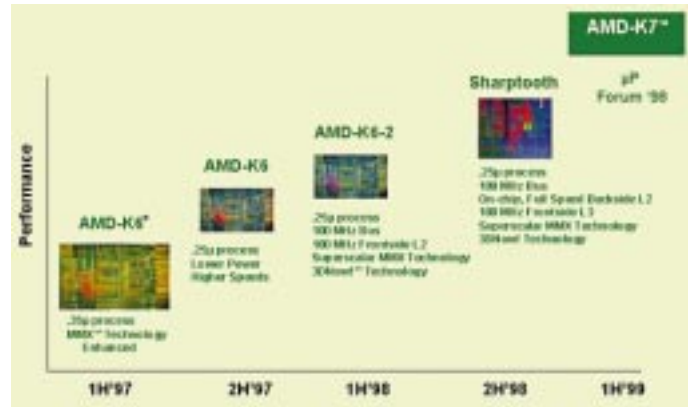 AMD-K7™
µP
Forum '98
Sharptooth
.25µ process
100 MHz Bus
On-chip, Full Speed Backside L2
100 MHz Frontside L3
Superscalar MMX Technology
3DNow! Technology
AMD-K6-2
.25µ process
100 MHz Bus
100 MHz Frontside L2
Superscalar MMX Technology
3DNow!™ Technology
AMD-K6
.25µ process
Lower Power
Higher Speeds
AMD-K6®
process
MMX™ Technology
Enhanced
Performance
1H'97
2H'97
1H'98
2H'98
1H'99